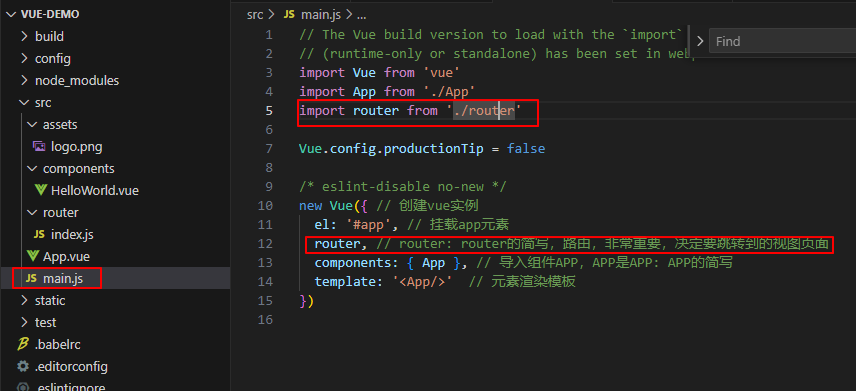 VUE-DEMO
build
config
node_modules
src
assets
logo.png
components
HelloWorld.vue
router
JS index.js
App.vue
JS main.js
static
test
.babelrc
.editorconfig
.eslintignore
src > JS main.js > ...
Find
1 // The Vue build version to load with the `import`
2 // (runtime-only or standalone) has been set in
3 import Vue from 'vue'
4 import App from './App'
5 import router from './router'
6
7 Vue.config.productionTip = false
8
9 /* eslint-disable no-new */
10 new Vue({ // 创建vue实例
11 el: '#app', // 挂载app元素
12 router, // router: router的简写，路由，非常重要，决定要跳转到的视图页面
13 components: { App }, // 导入组件APP，APP是APP: APP的简写
14 template: '<App/>'  // 元素渲染模板
15 })
16